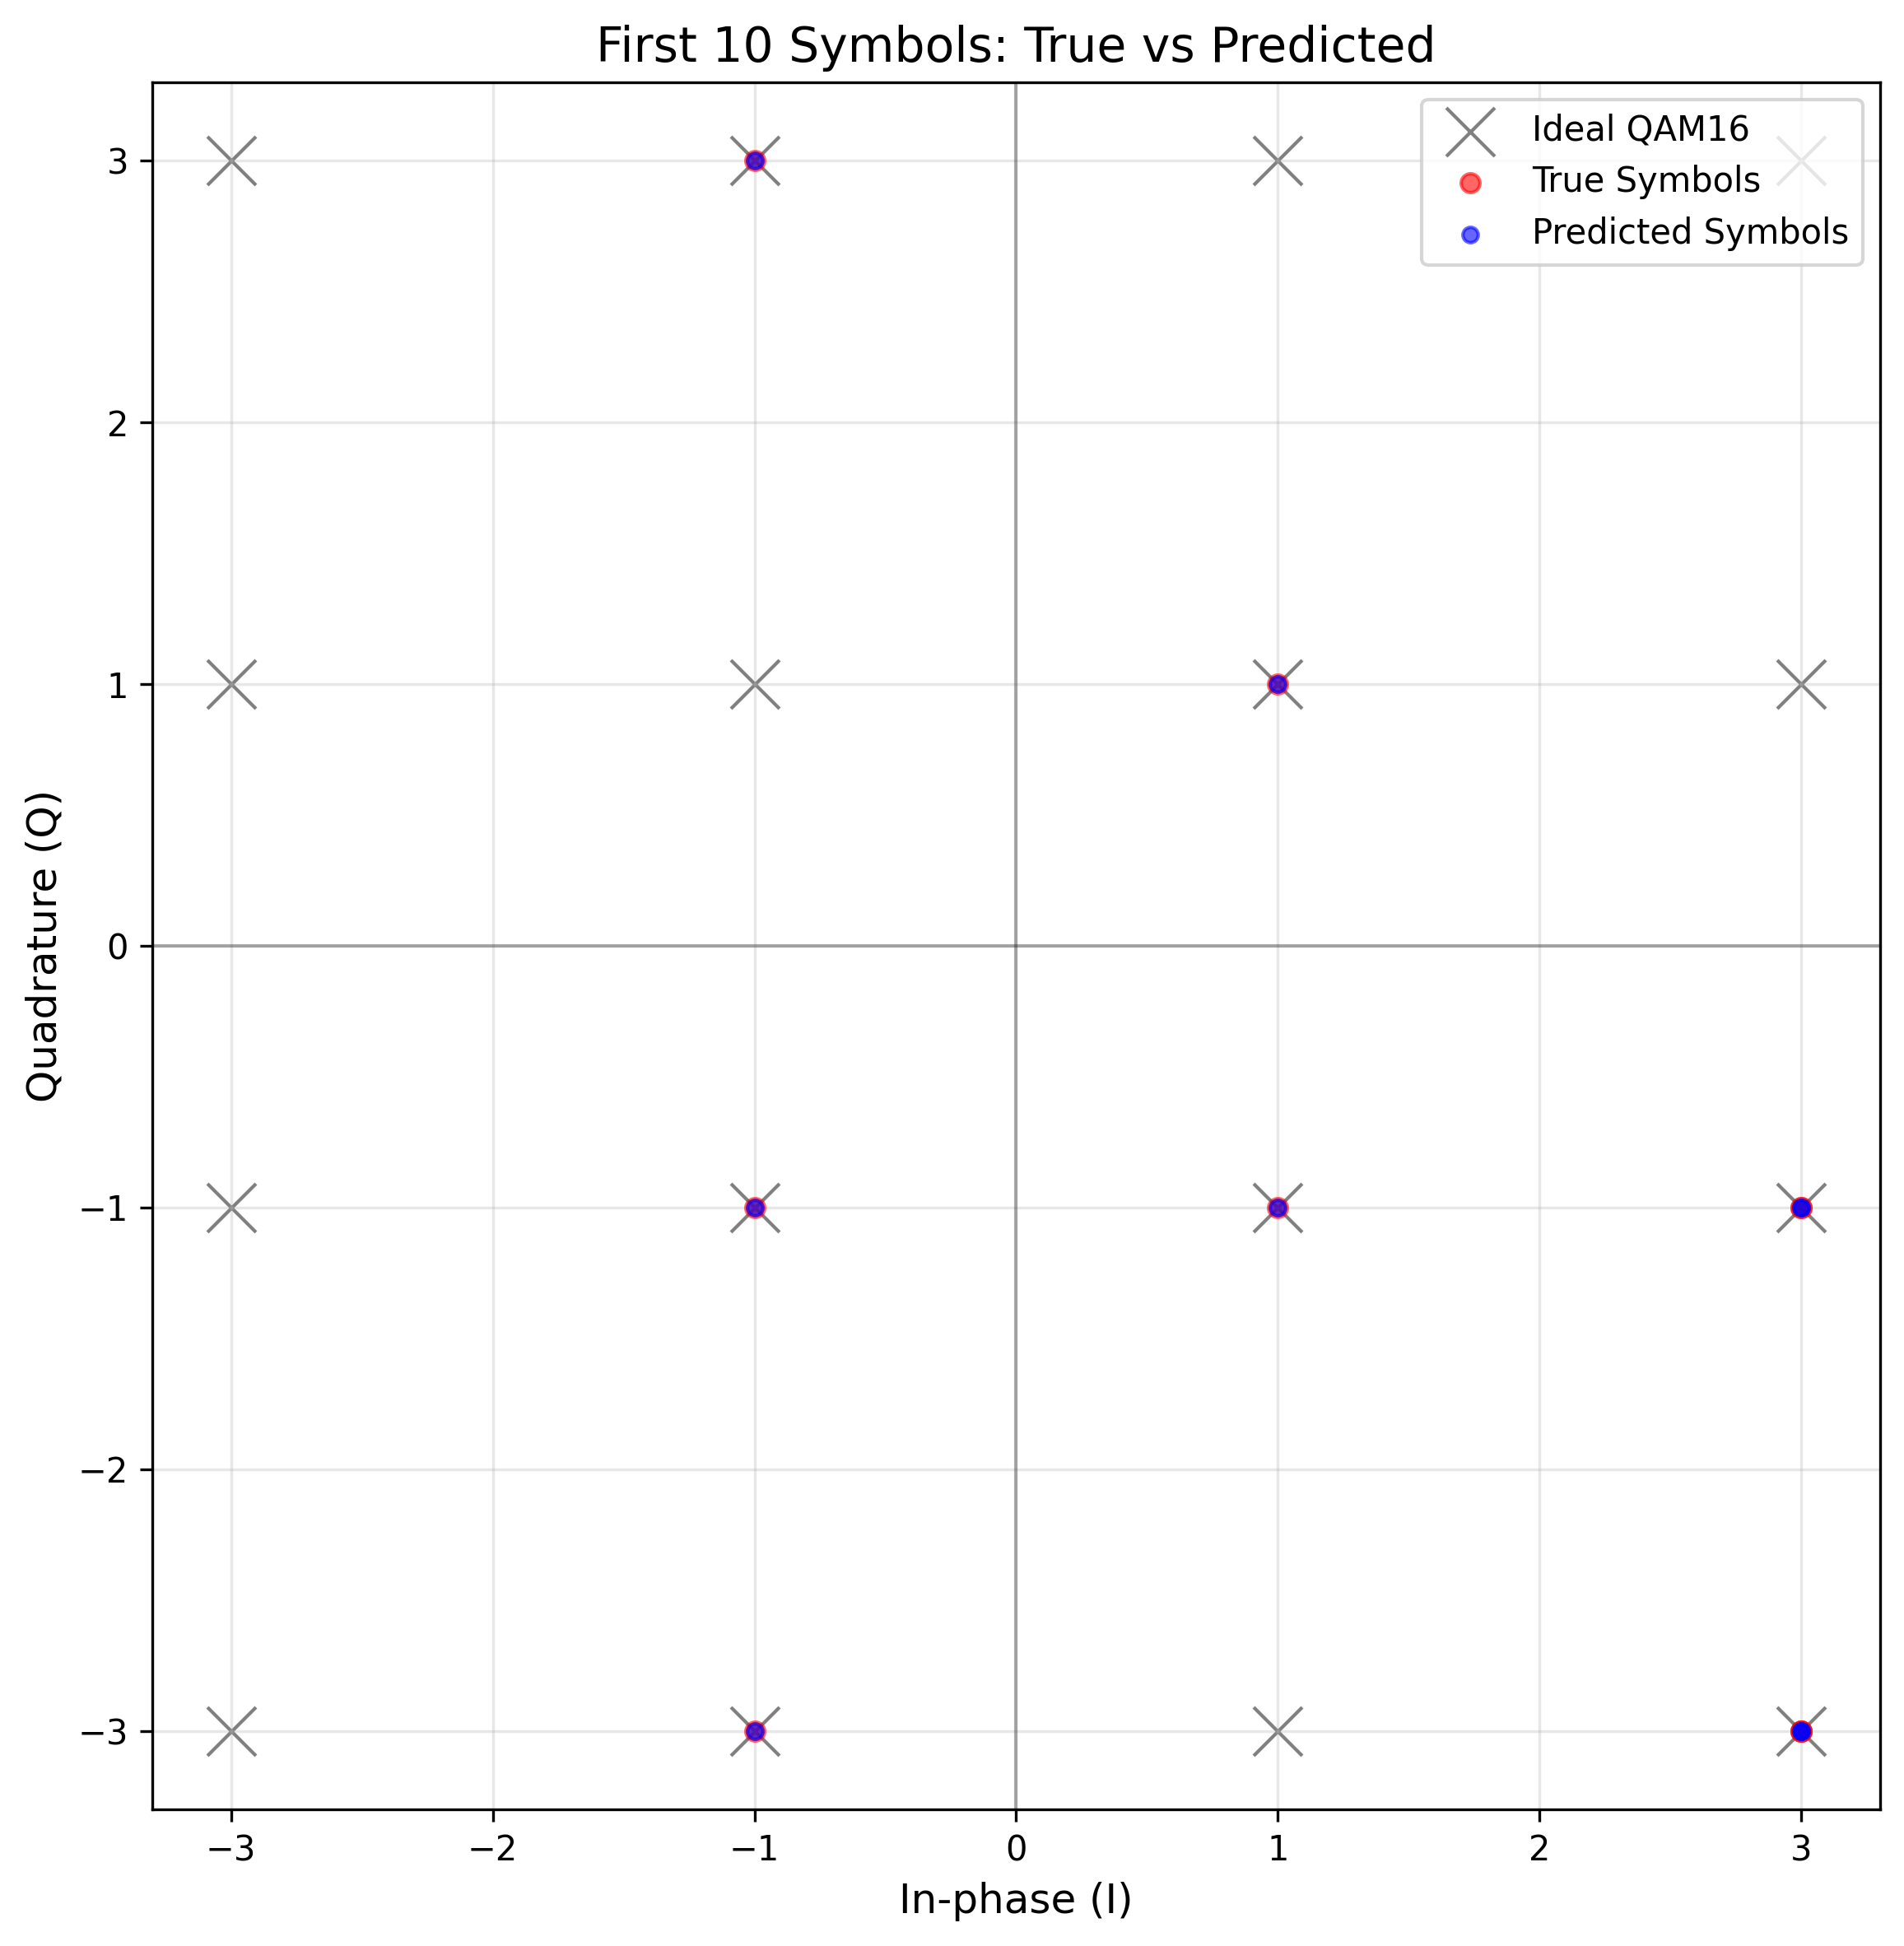 First 10 Symbols: True vs Predicted
Ideal QAM16
True Symbols
Predicted Symbols
Quadrature (Q)
3
2
1
0
−1
−2
−3
−3
−2
−1
0
1
2
3
In-phase (I)